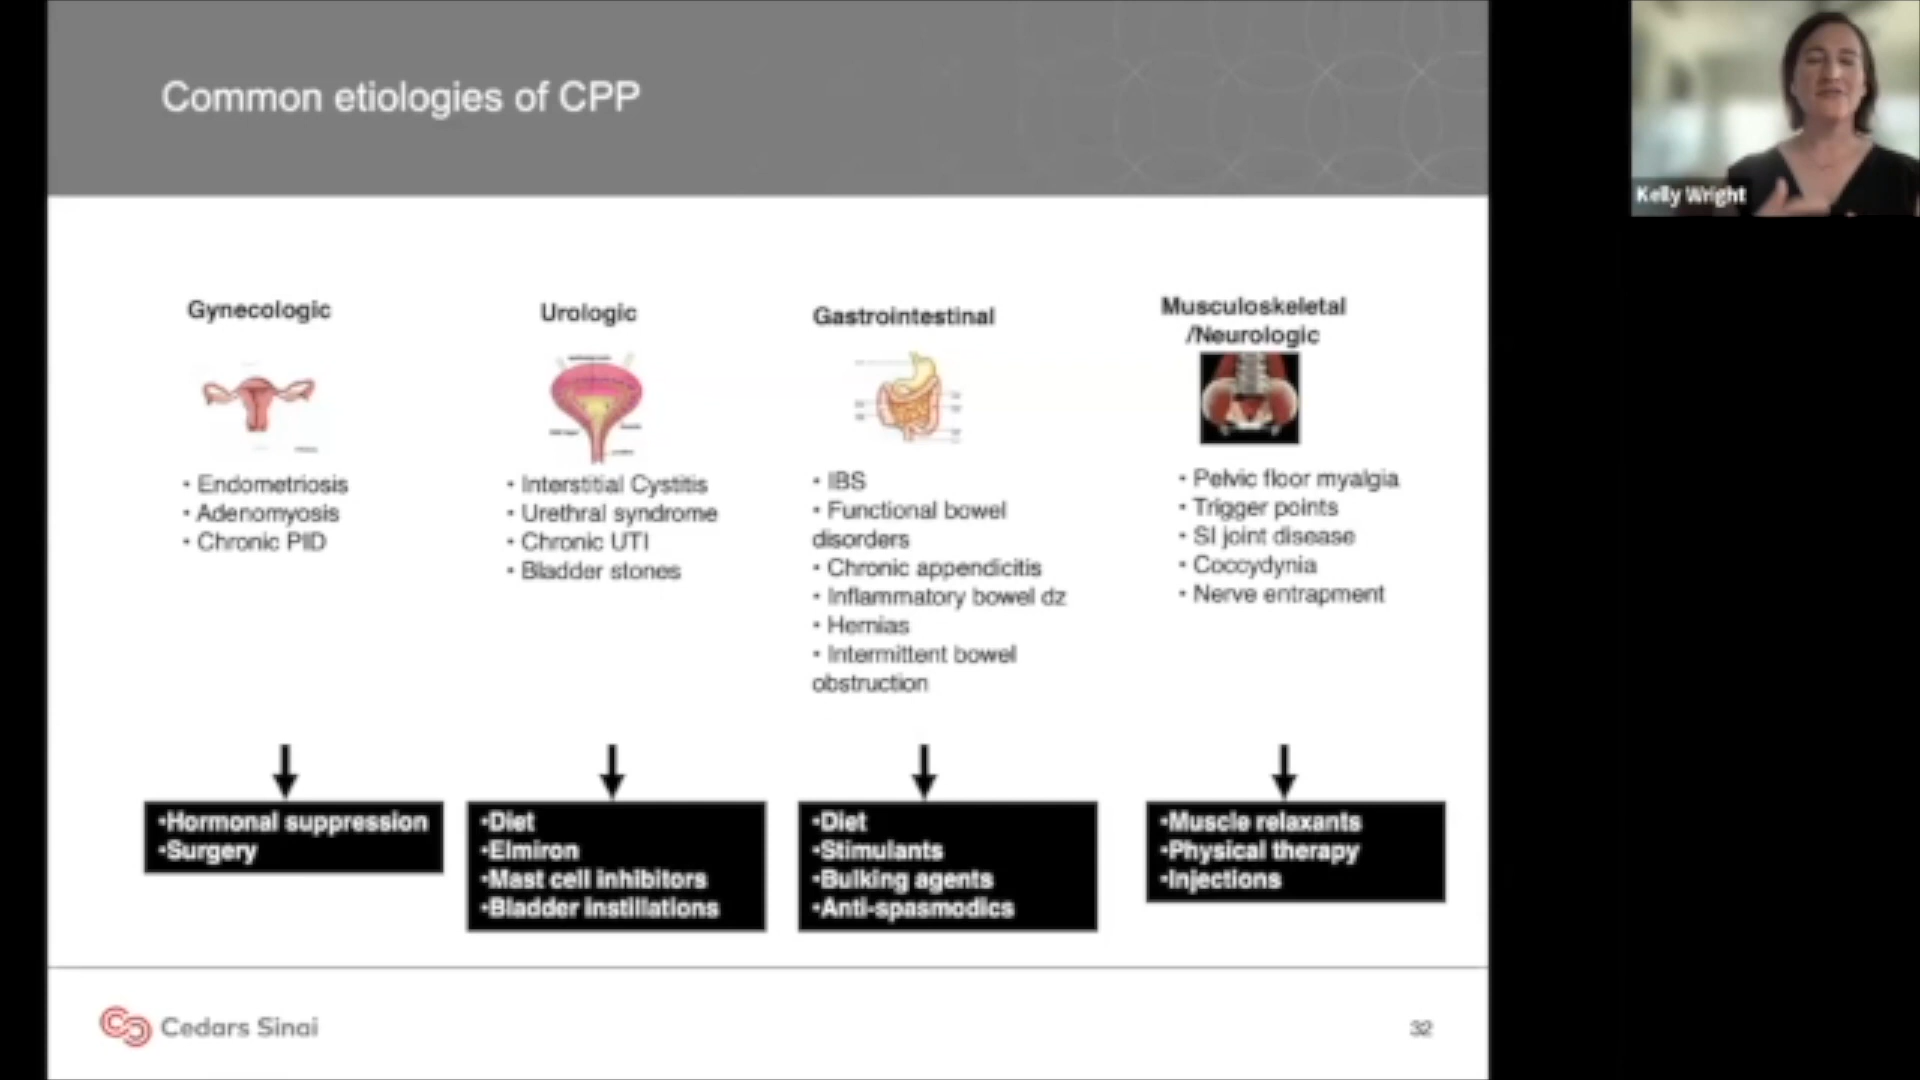 Common etiologies of CPP
Kelly Wright
Gynecologic
• Endometriosis
• Adenomyosis
• Chronic PID
•Hormonal suppression
•Surgery
Urologic
• Interstitial Cystitis
• Urethral syndrome
• Chronic UTI
• Bladder stones
•Diet
•Elmiron
•Mast cell inhibitors
•Bladder instillations
Gastrointestinal
• IBS
• Functional bowel
disorders
• Chronic appendicitis
• Inflammatory bowel dz
• Hernias
• Intermittent bowel
obstruction
•Diet
•Stimulants
•Bulking agents
•Anti-spasmodics
Musculoskeletal
/Neurologic
• Pelvic floor myalgia
• Trigger points
• SI joint disease
• Coccydynia
• Nerve entrapment
•Muscle relaxants
•Physical therapy
•Injections
Cedars Sinai
32